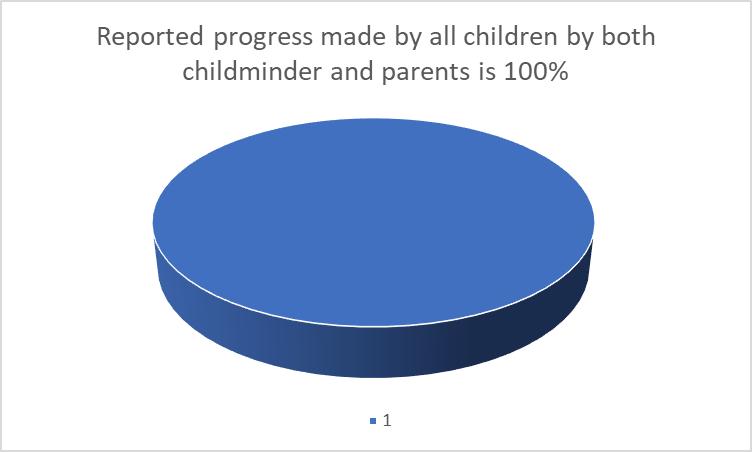 Reported progress made by all children by both
childminder and parents is 100%
1